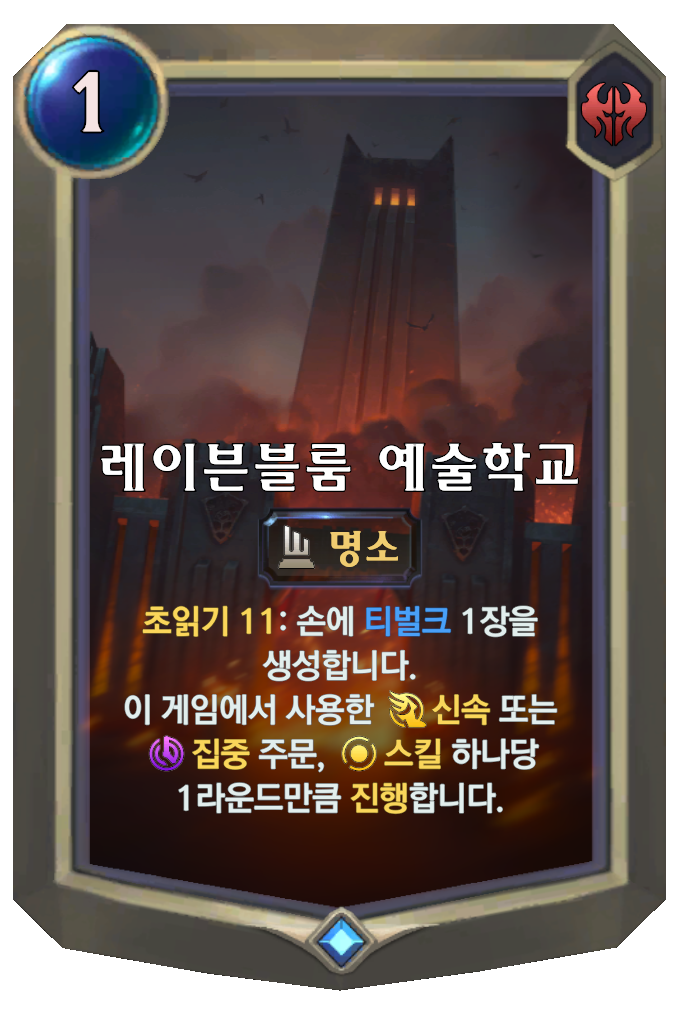 1
레이븐블룸 예술학교
명소
초읽기 11: 손에 티벌크 1장을
생성합니다.
이 게임에서 사용한 신속 또는
집중 주문, 스킬 하나당
1라운드만큼 진행합니다.